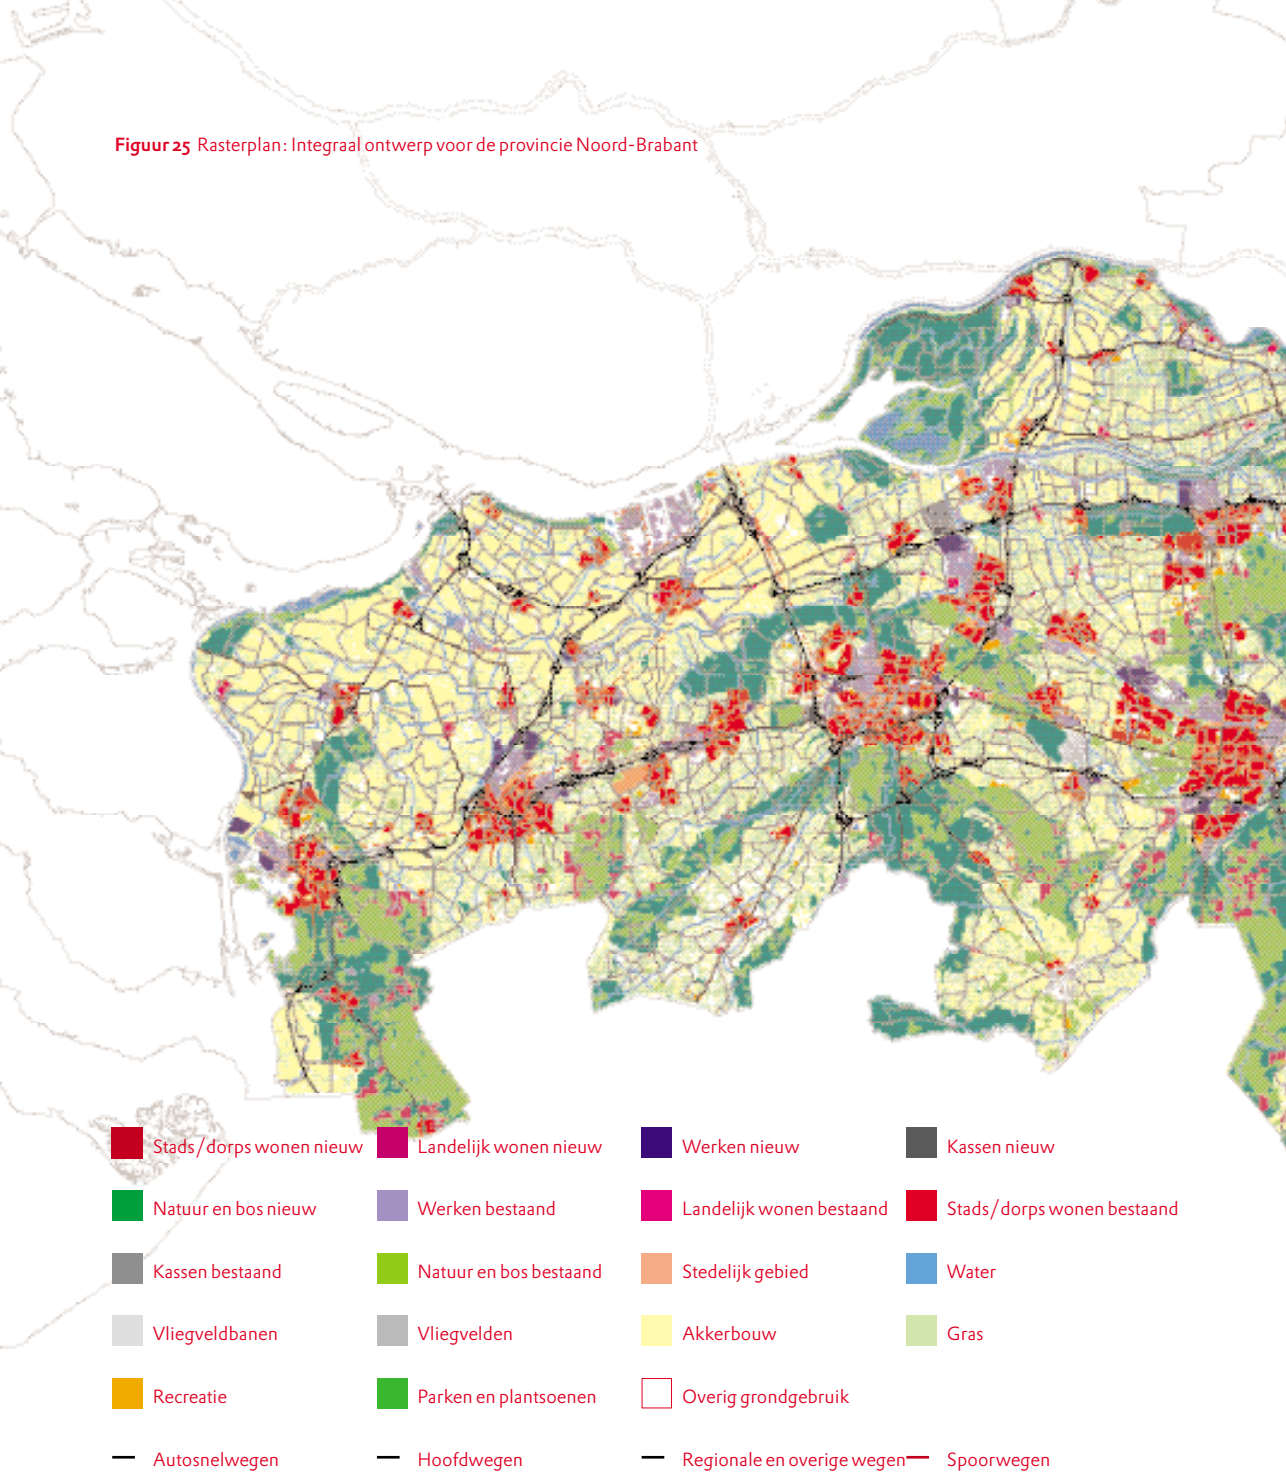 Figuur 25 Rasterplan: Integraal ontwerp voor de provincie Noord-Brabant
Stads/dorps wonen nieuw
Landelijk wonen nieuw
Werken nieuw
Kassen nieuw
Natuur en bos nieuw
Werken bestaand
Landelijk wonen bestaand
Stads/dorps wonen bestaand
Kassen bestaand
Natuur en bos bestaand
Stedelijk gebied
Water
Vliegveldbanen
Vliegvelden
Akkerbouw
Gras
Recreatie
Parken en plantsoenen
Overig grondgebruik
Autosnelwegen
Hoofdwegen
Regionale en overige wegen
Spoorwegen